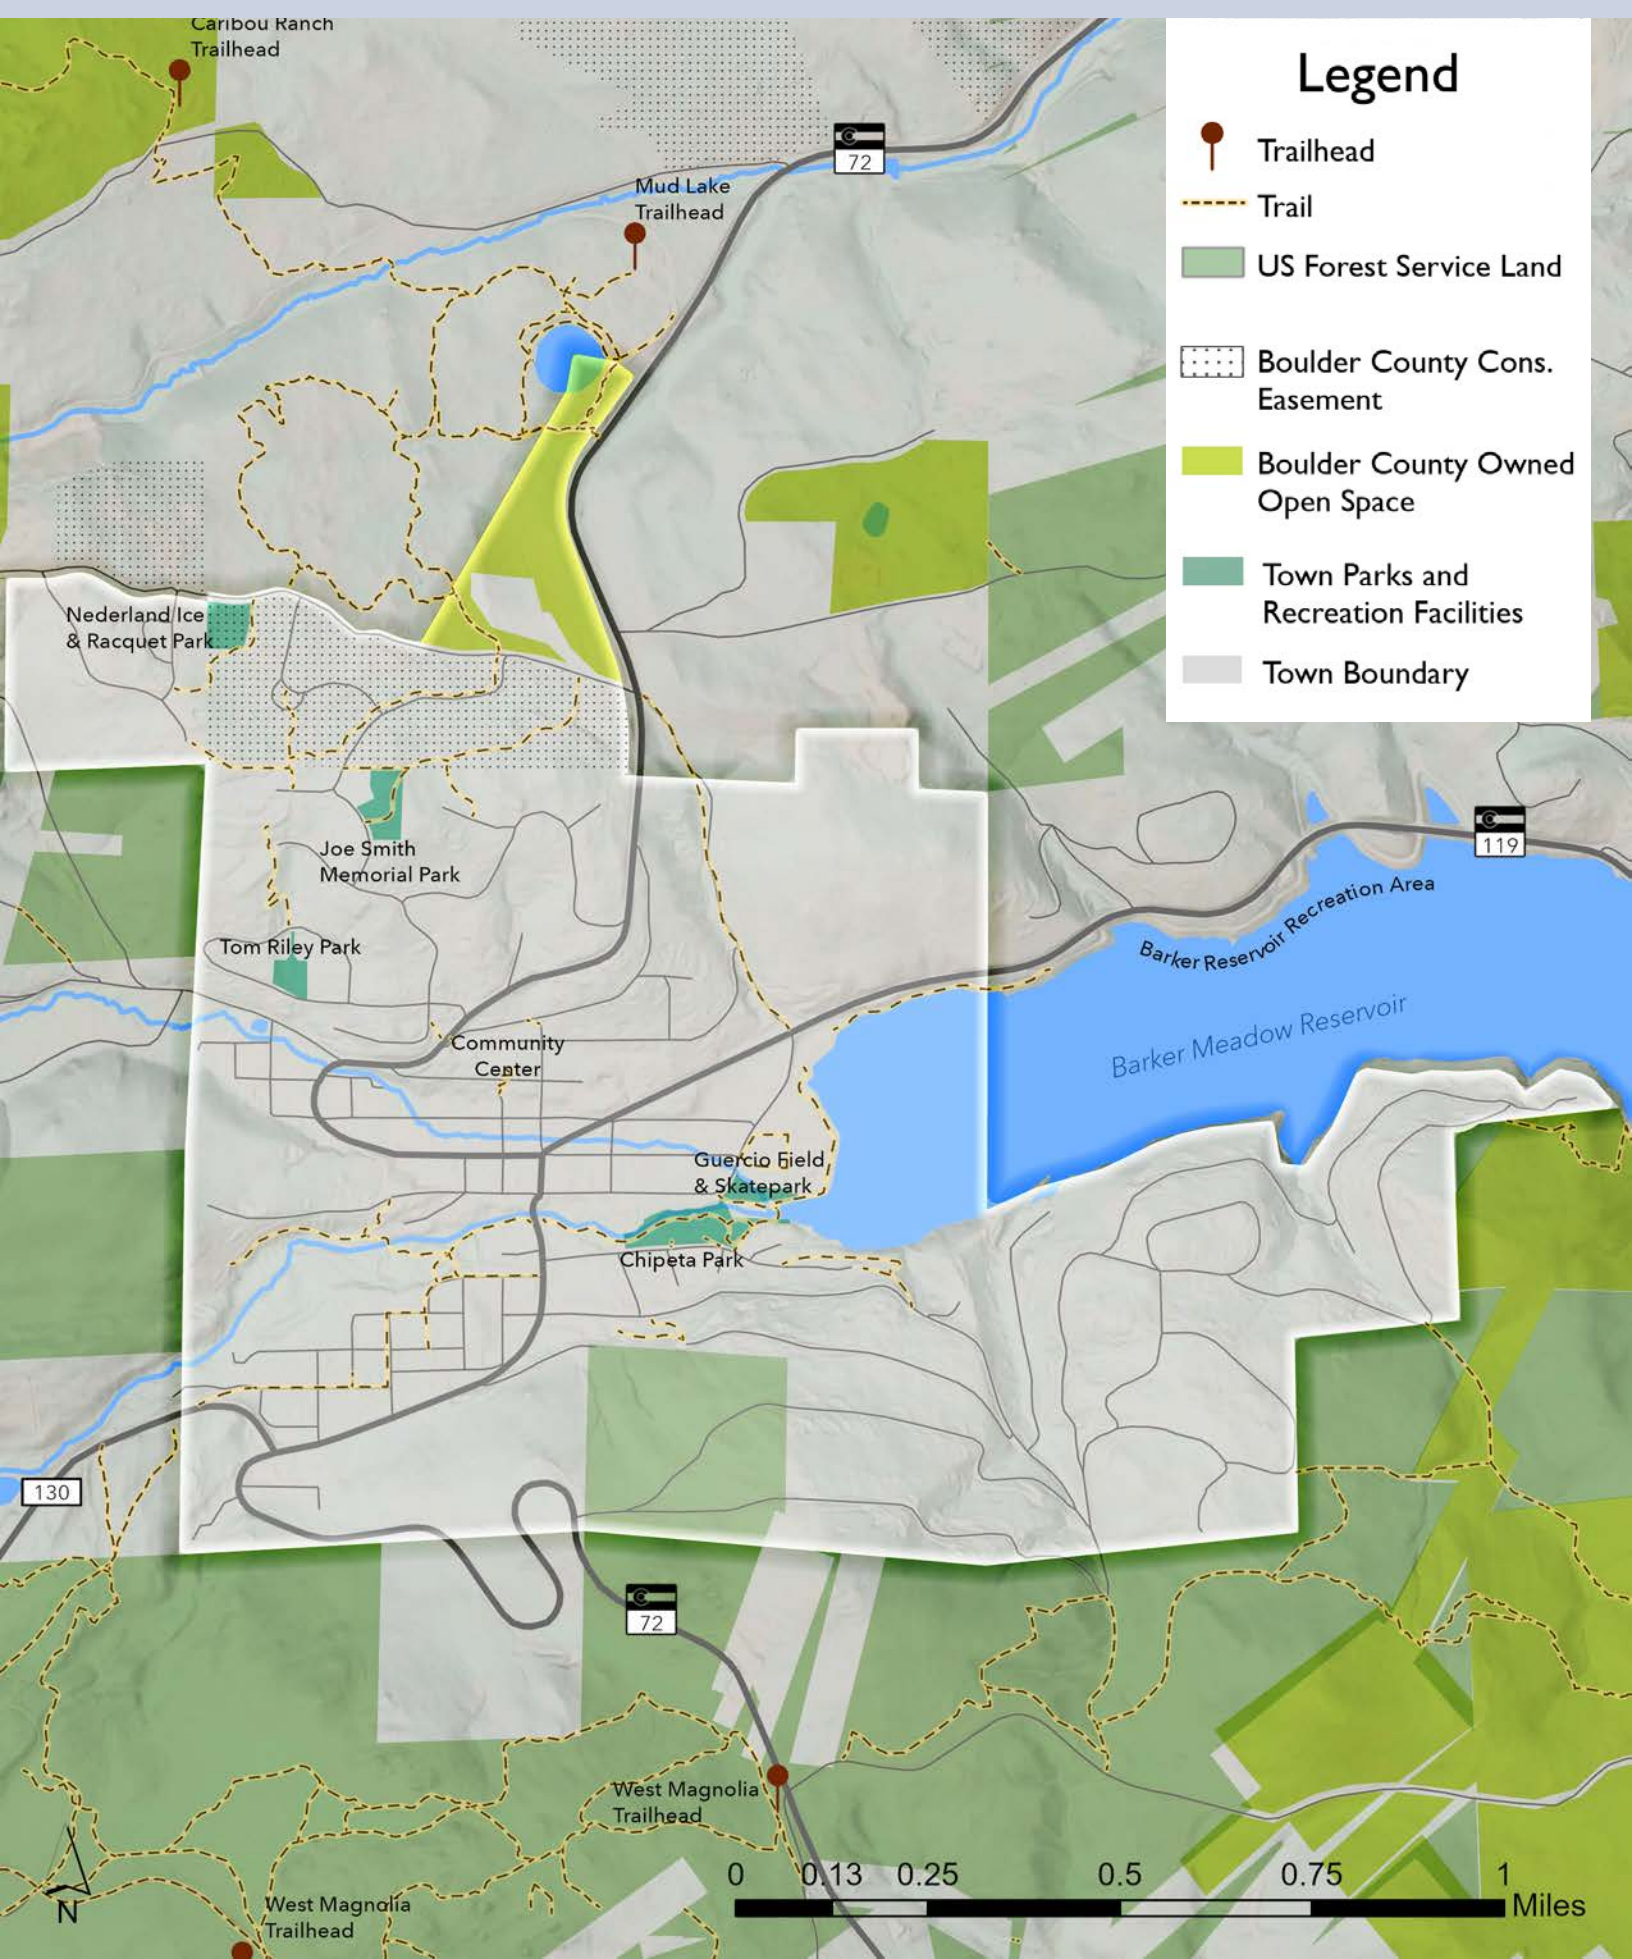 Caribou Ranch
Trailhead
72
Mud Lake
Trailhead
Legend
Trailhead
Trail
US Forest Service Land
Boulder County Cons.
Easement
Boulder County Owned
Open Space
Town Parks and
Recreation Facilities
Town Boundary
Nederland Ice
& Racquet Park
Joe Smith
Memorial Park
119
Barker Reservoir Recreation Area
Tom Riley Park
Barker Meadow Reservoir
Community
Center
Guercio Field
& Skatepark
Chipeta Park
130
72
West Magnolia
Trailhead
0 0.13 0.25 0.5 0.75 1
Miles
N
West Magnolia
Trailhead